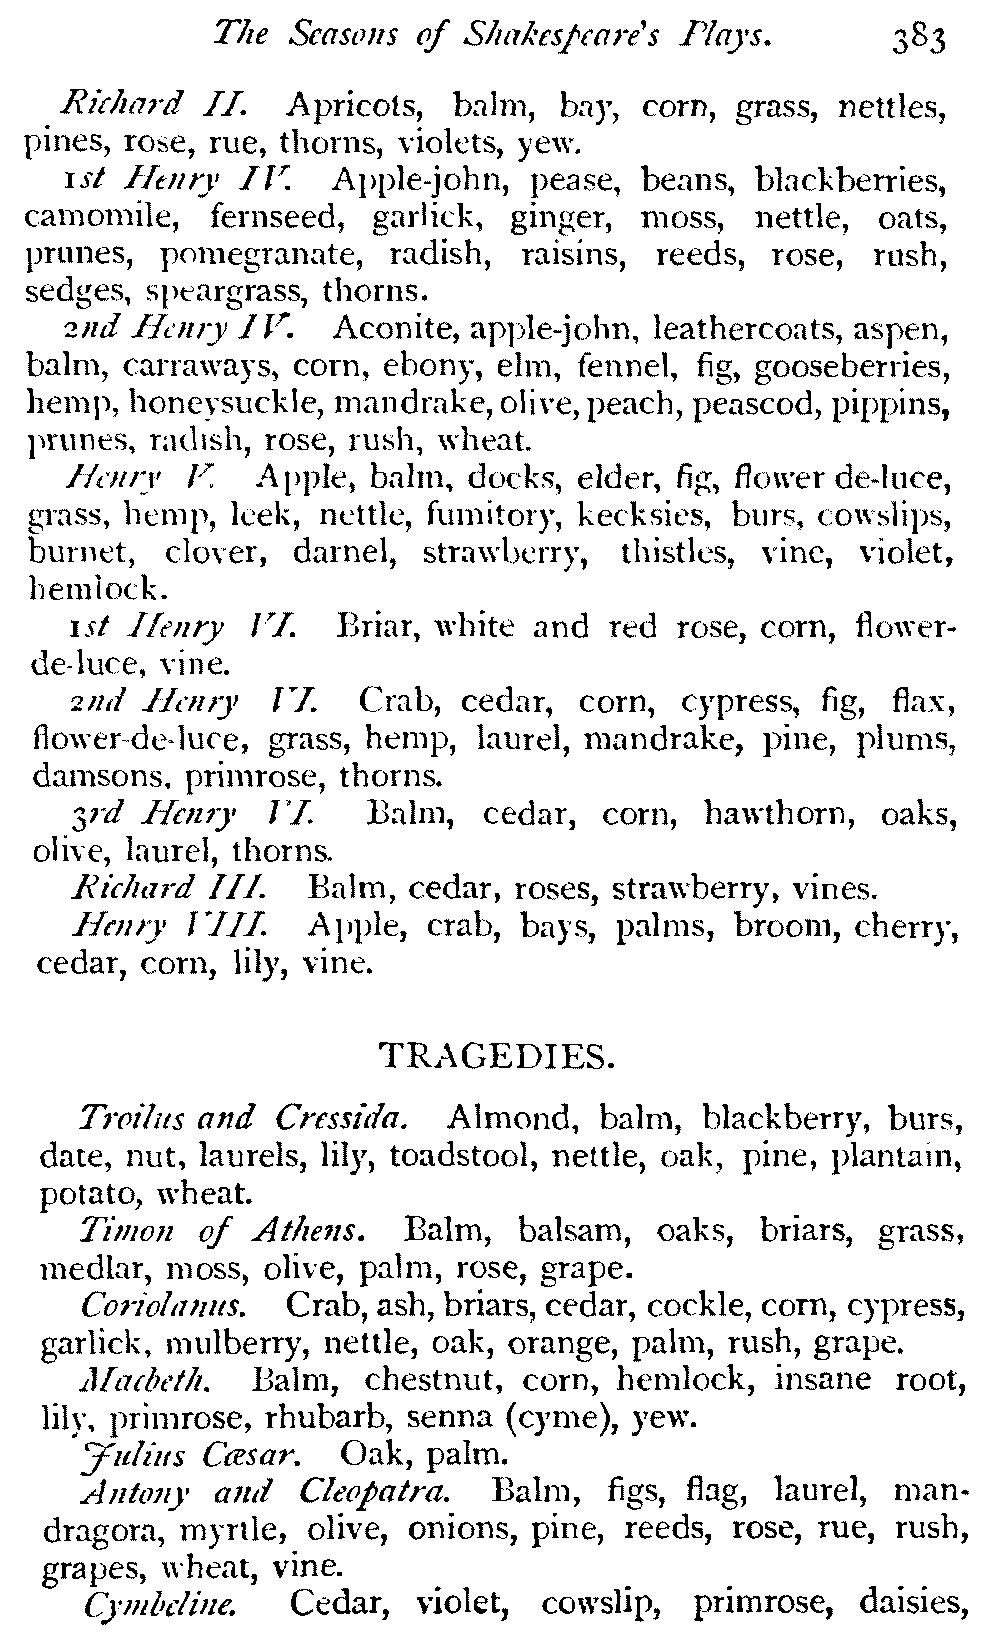 The Seasons of Shakespeare's Plays. 383
Richard II. Apricots, balm, bay, corn, grass, nettles,
pines, rose, rue, thorns, violets, yew.
1st Henry IV. Apple-john, pease, beans, blackberries,
camomile, fernseed, garlick, ginger, moss, nettle, oats,
prunes, pomegranate, radish, raisins, reeds, rose, rush,
sedges, speargrass, thorns.
2nd Henry IV. Aconite, apple-john, leathercoats, aspen,
balm, carraways, corn, ebony, elm, fennel, fig, gooseberries,
hemp, honeysuckle, mandrake, olive, peach, peascod, pippins,
prunes, radish, rose, rush, wheat.
Henry V. Apple, balm, docks, elder, fig, flower de-luce,
grass, hemp, leek, nettle, fumitory, kecksies, burs, cowslips,
burnet, clover, darnel, strawberry, thistles, vine, violet,
hemlock.
1st Henry VI. Briar, white and red rose, corn, flower-
de-luce, vine.
2nd Henry VI. Crab, cedar, corn, cypress, fig, flax,
flower-de-luce, grass, hemp, laurel, mandrake, pine, plums,
damsons, primrose, thorns.
3rd Henry VI. Balm, cedar, corn, hawthorn, oaks,
olive, laurel, thorns.
Richard III. Balm, cedar, roses, strawberry, vines.
Henry VIII. Apple, crab, bays, palms, broom, cherry,
cedar, corn, lily, vine.
TRAGEDIES.
Troilus and Cressida. Almond, balm, blackberry, burs,
date, nut, laurels, lily, toadstool, nettle, oak, pine, plantain,
potato, wheat.
Timon of Athens. Balm, balsam, oaks, briars, grass,
medlar, moss, olive, palm, rose, grape.
Coriolanus. Crab, ash, briars, cedar, cockle, corn, cypress,
garlick, mulberry, nettle, oak, orange, palm, rush, grape.
Macbeth. Balm, chestnut, corn, hemlock, insane root,
lily, primrose, rhubarb, senna (cyme), yew.
Julius Cæsar. Oak, palm.
Antony and Cleopatra. Balm, figs, flag, laurel, man-
dragora, myrtle, olive, onions, pine, reeds, rose, rue, rush,
grapes, wheat, vine.
Cymbeline. Cedar, violet, cowslip, primrose, daisies,